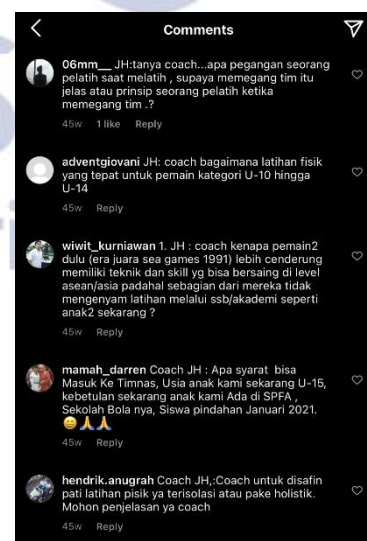 Comments
06mm__ JH:tanya coach...apa pegangan seorang
pelatih saat melatih , supaya memegang tim itu
jelas atau prinsip seorang pelatih ketika
memegang tim .?
45w 1 like Reply
adventgiovani JH: coach bagaimana latihan fisik
yang tepat untuk pemain kategori U-10 hingga
U-14
45w Reply
wiwit_kurniawan 1. JH : coach kenapa pemain2
dulu (era juara sea games 1991) lebih cenderung
memiliki teknik dan skill yg bisa bersaing di level
asean/asia padahal sebagian dari mereka tidak
mengenyam latihan melalui ssb/akademi seperti
anak2 sekarang ?
45w Reply
mamah_darren Coach JH : Apa syarat bisa
Masuk Ke Timnas, Usia anak kami sekarang U-15,
kebetulan sekarang anak kami Ada di SPFA ,
Sekolah Bola nya, Siswa pindahan Januari 2021.
😀🙏🙏
45w Reply
hendrik.anugrah Coach JH,:Coach untuk disafin
pati latihan pisik ya terisolasi atau pake holistik.
Mohon penjelasan ya coach
45w Reply